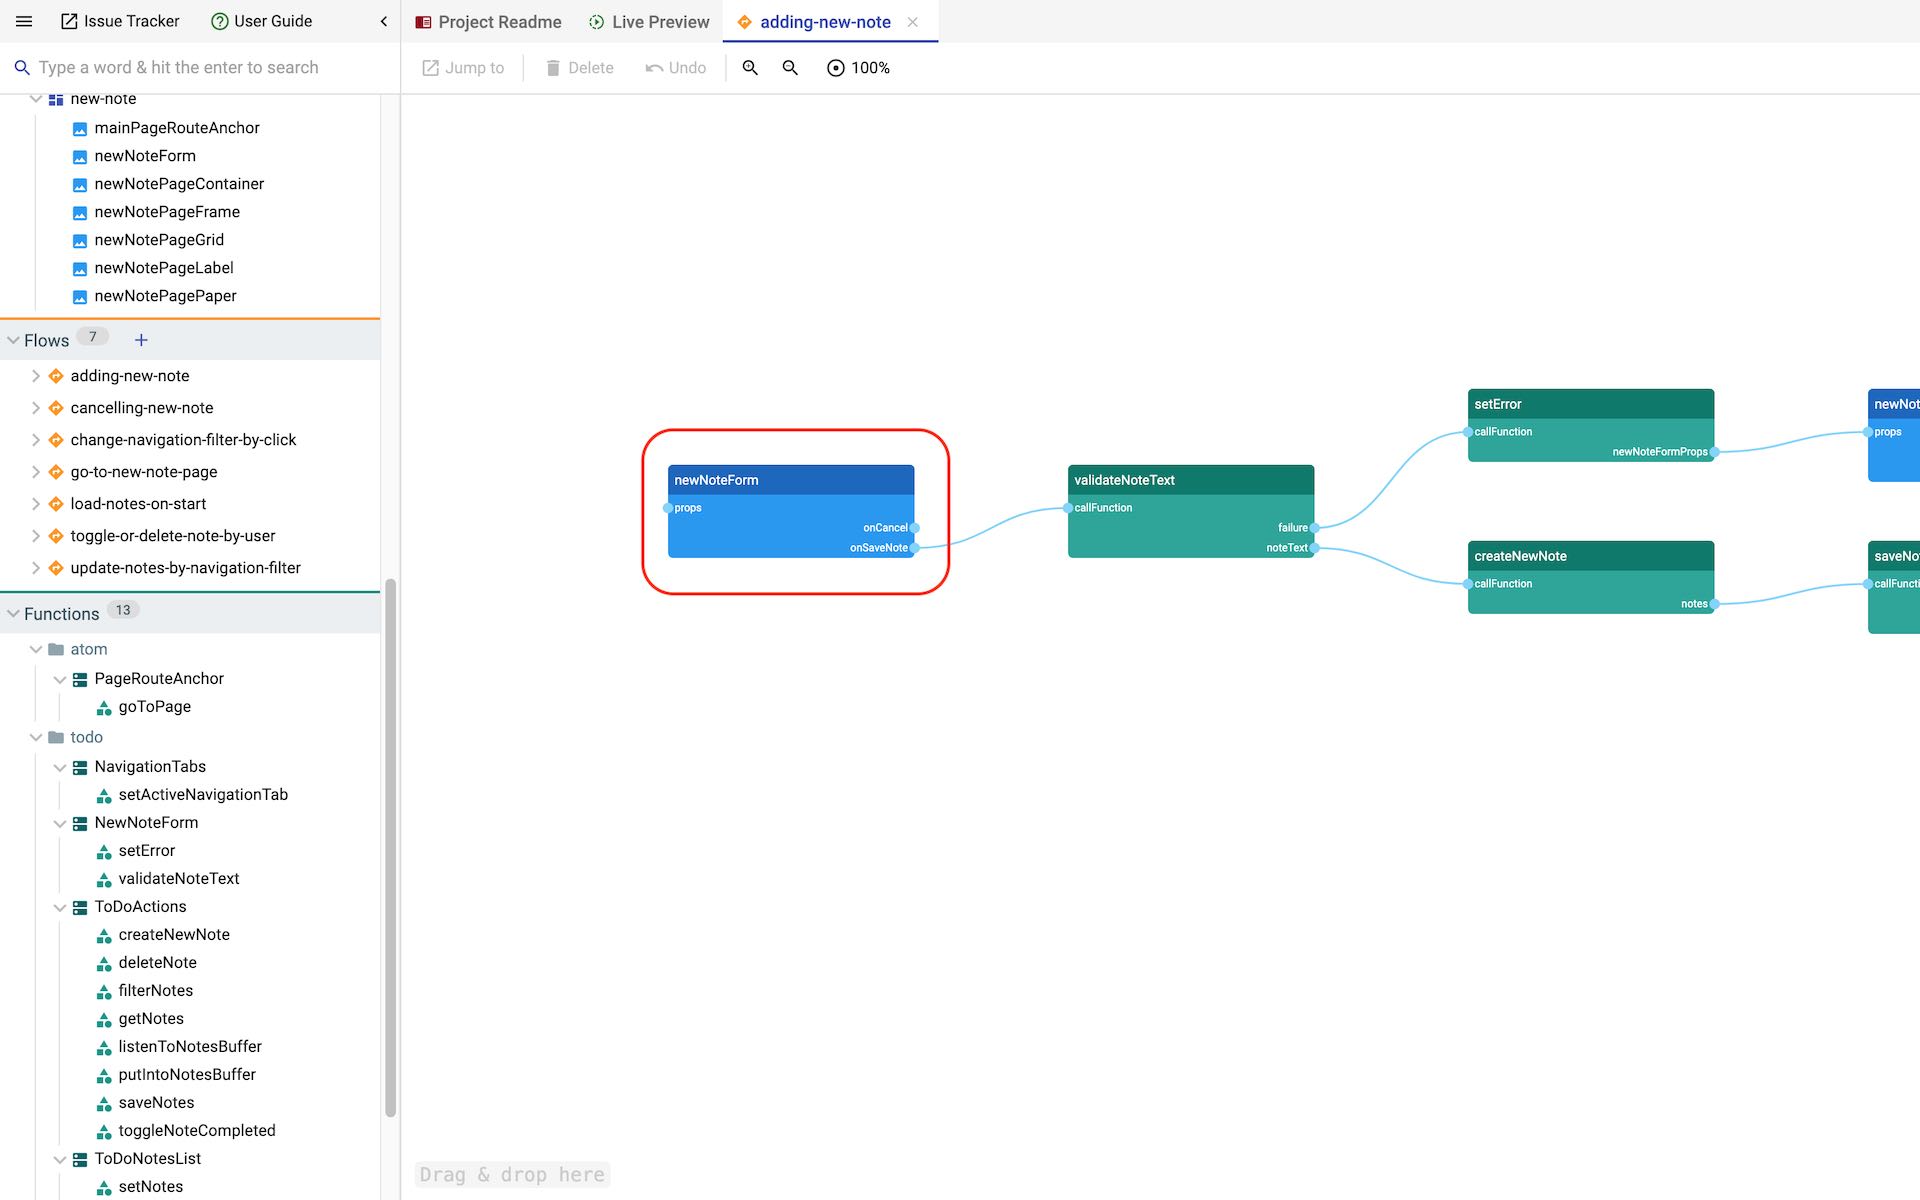 Issue Tracker
User Guide
Project Readme
Live Preview
adding-new-note
Type a word & hit the enter to search
Jump to
Delete
Undo
100%
new-note
mainPageRouteAnchor
newNoteForm
newNotePageContainer
newNotePageFrame
newNotePageGrid
newNotePageLabel
newNotePagePaper
Flows 7
adding-new-note
cancelling-new-note
change-navigation-filter-by-click
go-to-new-note-page
load-notes-on-start
toggle-or-delete-note-by-user
update-notes-by-navigation-filter
Functions 13
atom
PageRouteAnchor
goToPage
todo
NavigationTabs
setActiveNavigationTab
NewNoteForm
setError
validateNoteText
ToDoActions
createNewNote
deleteNote
filterNotes
getNotes
listenToNotesBuffer
putIntoNotesBuffer
saveNotes
toggleNoteCompleted
ToDoNotesList
setNotes
newNoteForm
props
onCancel
onSaveNote
validateNoteText
callFunction
failure
noteText
setError
callFunction
newNoteFormProps
createNewNote
callFunction
notes
newNot
props
saveNo
callFuncti
Drag & drop here